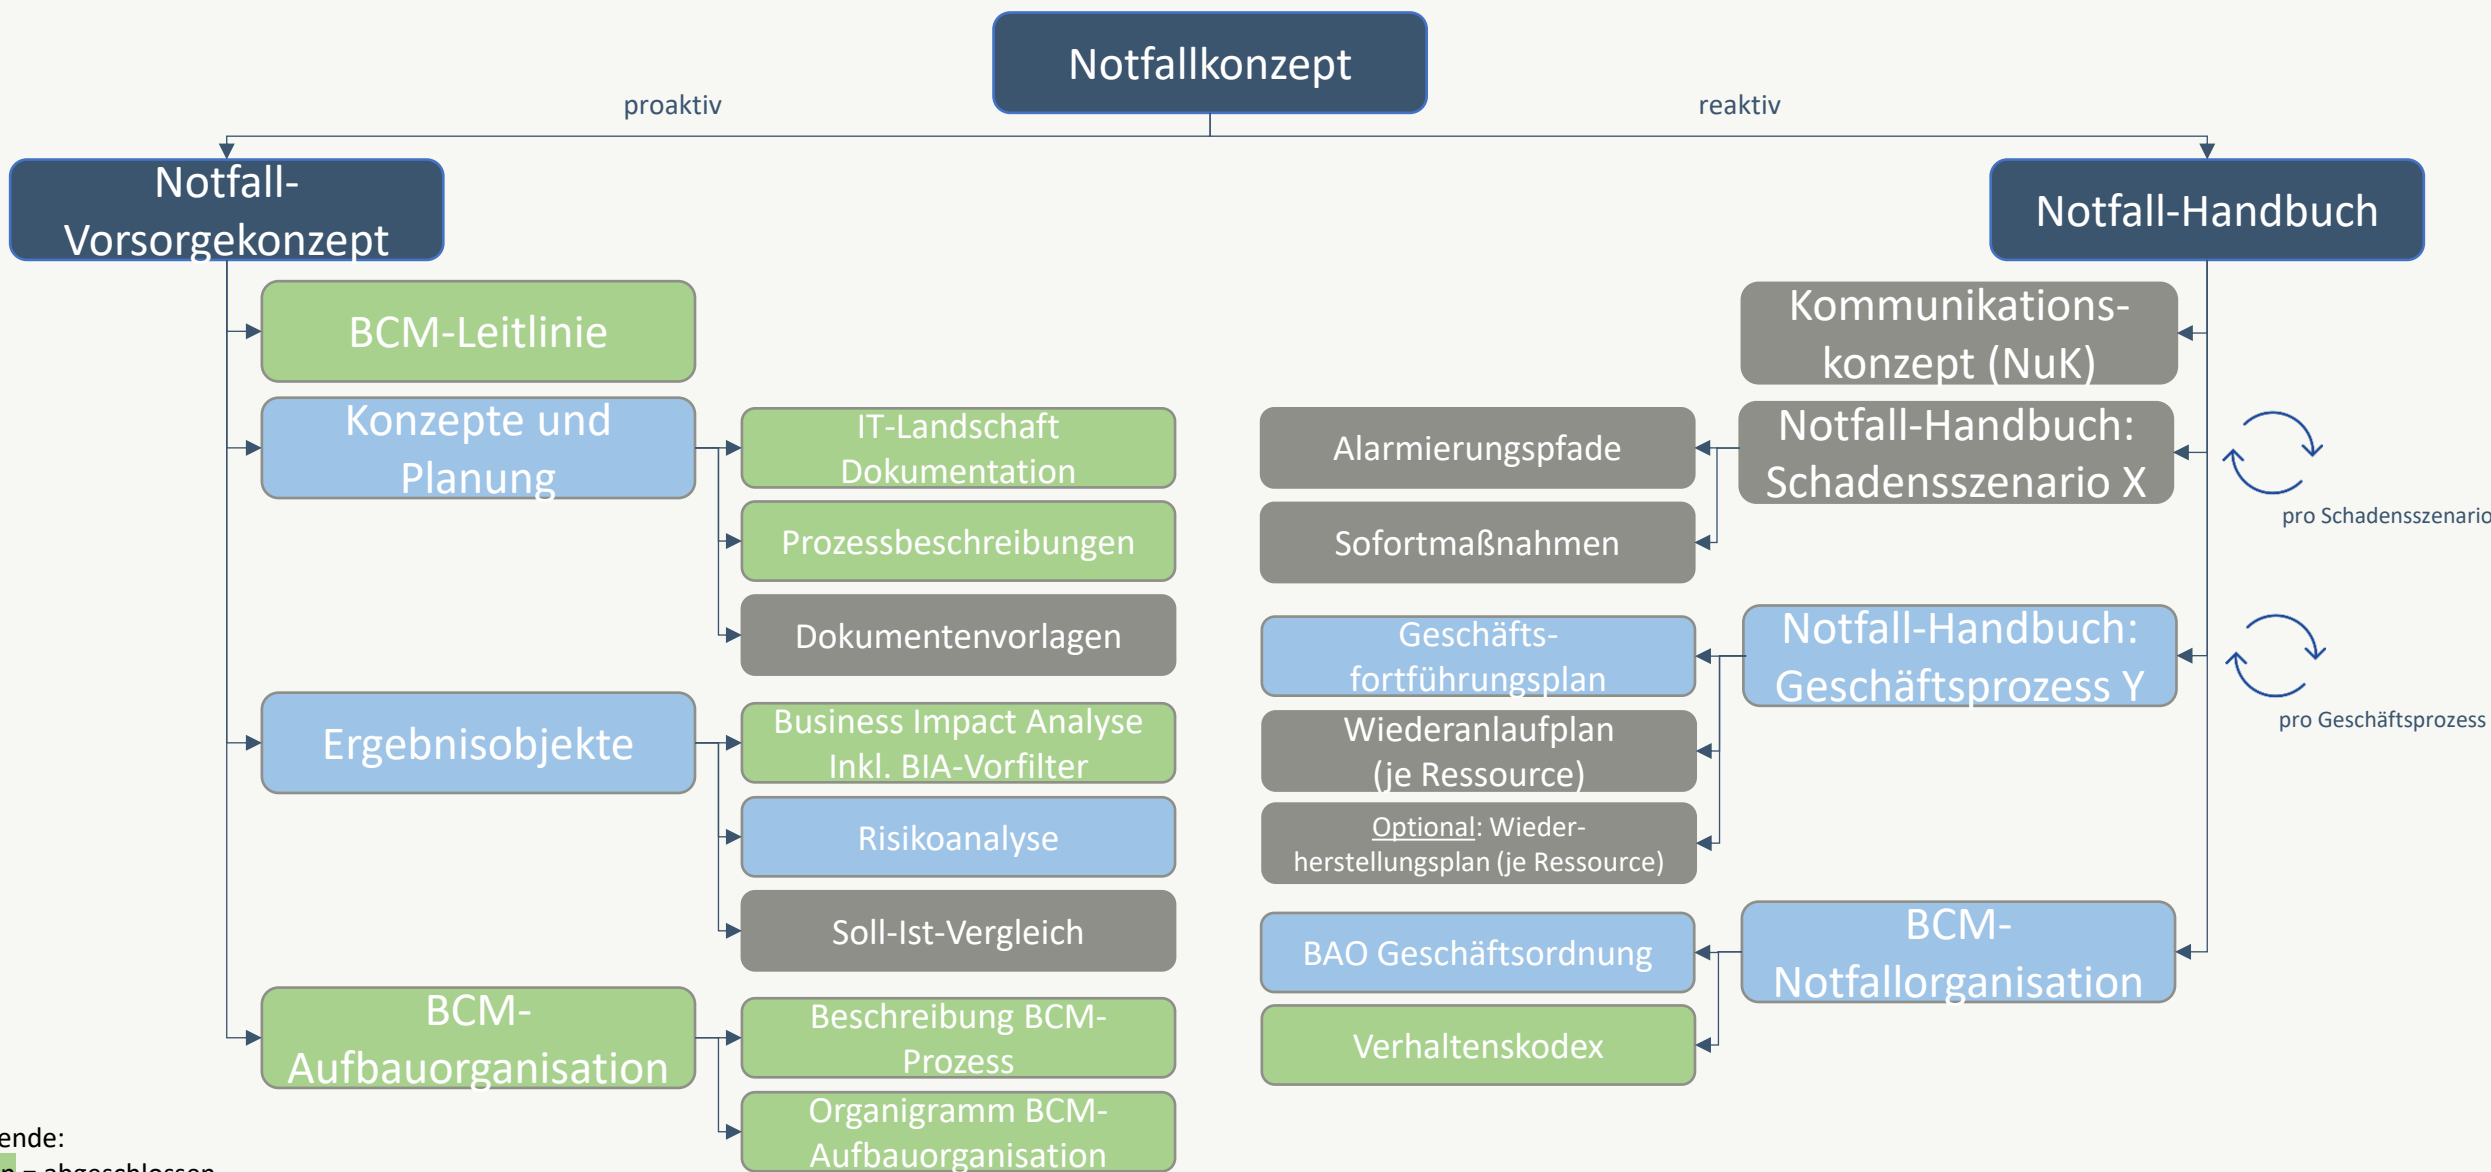 Notfallkonzept
proaktiv
reaktiv
Notfall-
Vorsorgekonzept
Notfall-Handbuch
BCM-Leitlinie
Konzepte und
Planung
IT-Landschaft
Dokumentation
Prozessbeschreibungen
Dokumentenvorlagen
Ergebnisobjekte
Business Impact Analyse
Inkl. BIA-Vorfilter
Risikoanalyse
Soll-Ist-Vergleich
BCM-
Aufbauorganisation
Beschreibung BCM-
Prozess
Organigramm BCM-
Aufbauorganisation
Kommunikations-
konzept (NuK)
Notfall-Handbuch:
Schadensszenario X
pro Schadensszenario
Alarmierungspfade
Sofortmaßnahmen
Notfall-Handbuch:
Geschäftsprozess Y
pro Geschäftsprozess
Geschäfts-
fortführungsplan
Wiederanlaufplan
(je Ressource)
Optional: Wieder-
herstellungsplan (je Ressource)
BCM-
Notfallorganisation
BAO Geschäftsordnung
Verhaltenskodex
ende:
n = abgeschlossen